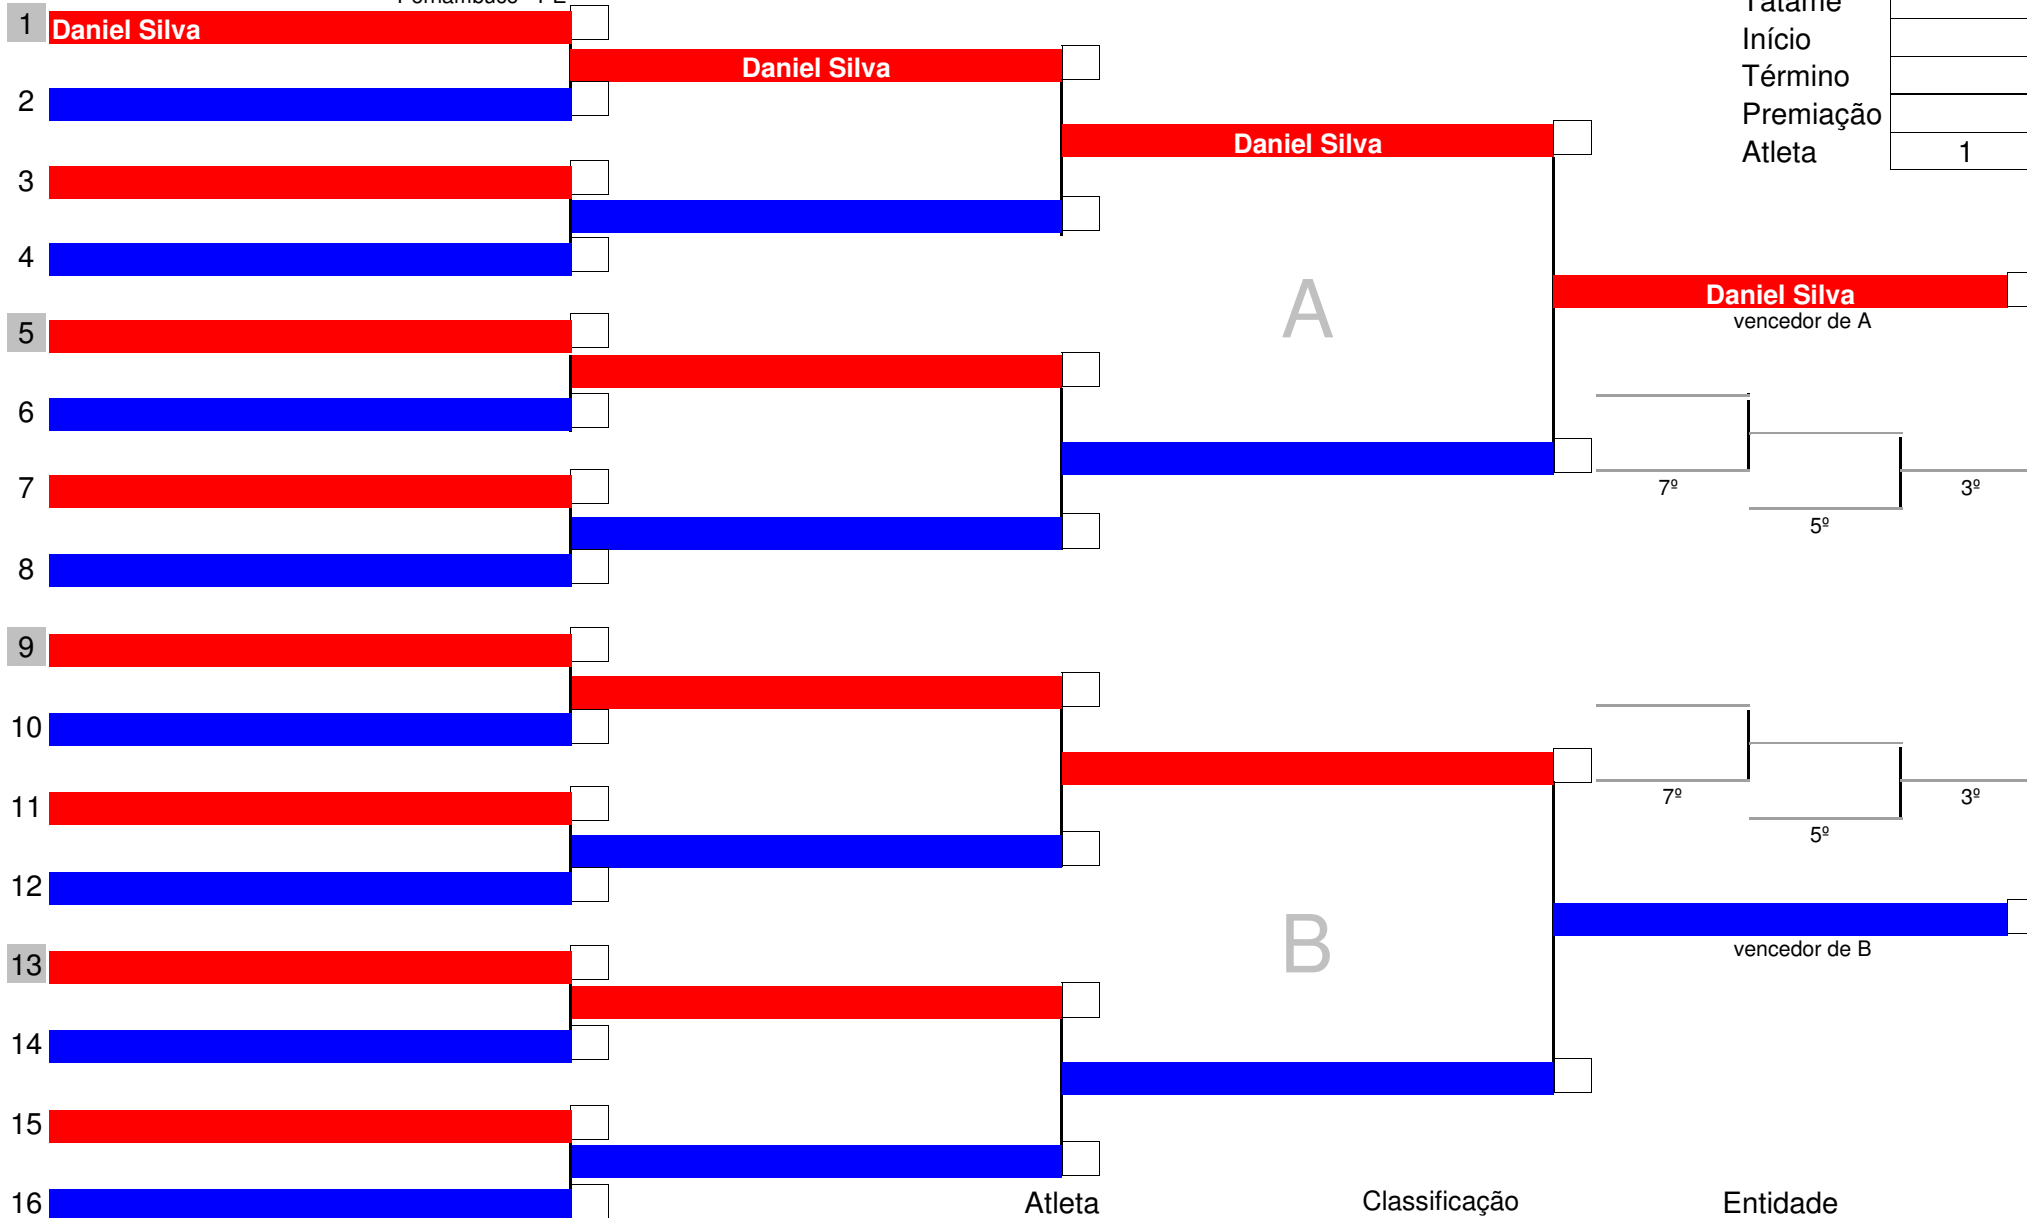 Pernambuco - PE
Tatame
1 Daniel Silva
Início
Daniel Silva
Término
2
Premiação
Daniel Silva
Atleta 1
3
4
A
Daniel Silva
vencedor de A
5
6
7
7º 3º
5º
8
9
10
11
7º 3º
5º
12
B
vencedor de B
13
14
15
16
Atleta Classificação Entidade